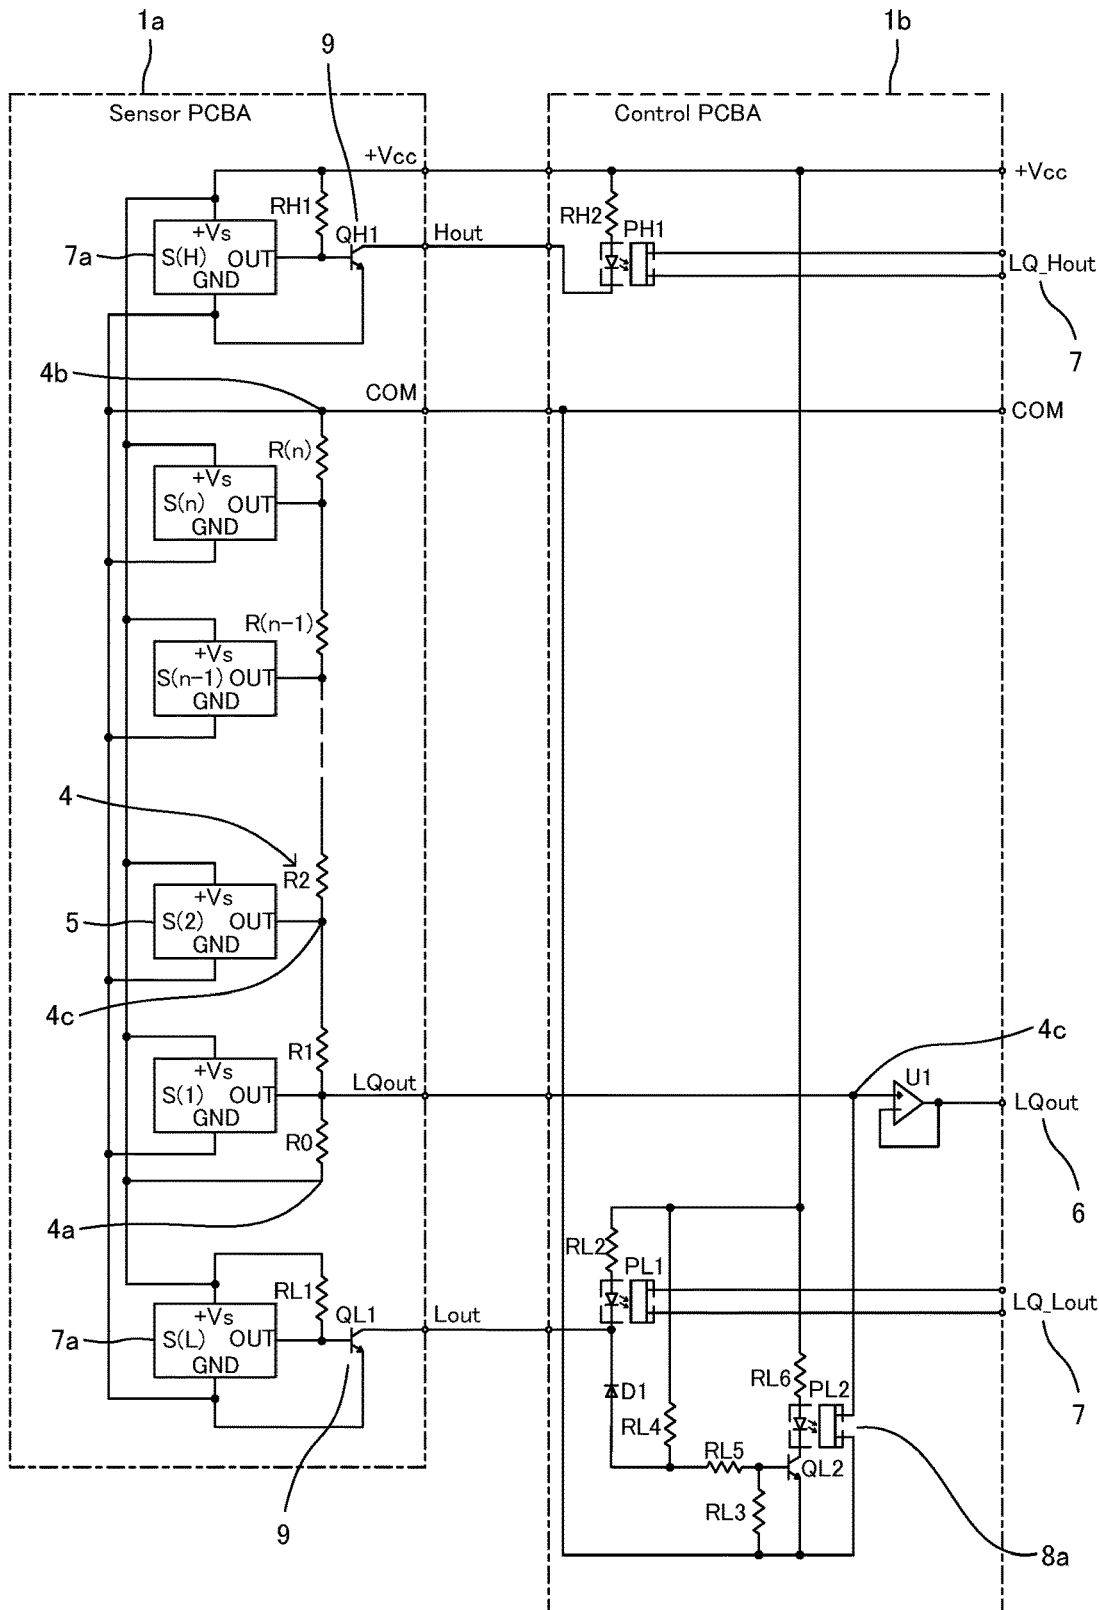 1a
9
1b
Sensor PCBA
Control PCBA
+Vcc
+Vcc
RH1
RH2
PH1
+Vs
QH1
Hout
7a
S(H) OUT
GND
LQ_Hout
7
4b
COM
COM
R(n)
+Vs
S(n) OUT
GND
R(n-1)
+Vs
S(n-1) OUT
GND
4
R2
+Vs
5
S(2) OUT
GND
4c
4c
R1
+Vs
LQout
U1
S(1) OUT
LQout
GND
R0
6
4a
RL2
PL1
RL1
+Vs
QL1
Lout
LQ_Lout
7a
S(L) OUT
GND
RL6
PL2
D1
7
RL4
RL5
QL2
RL3
9
8a